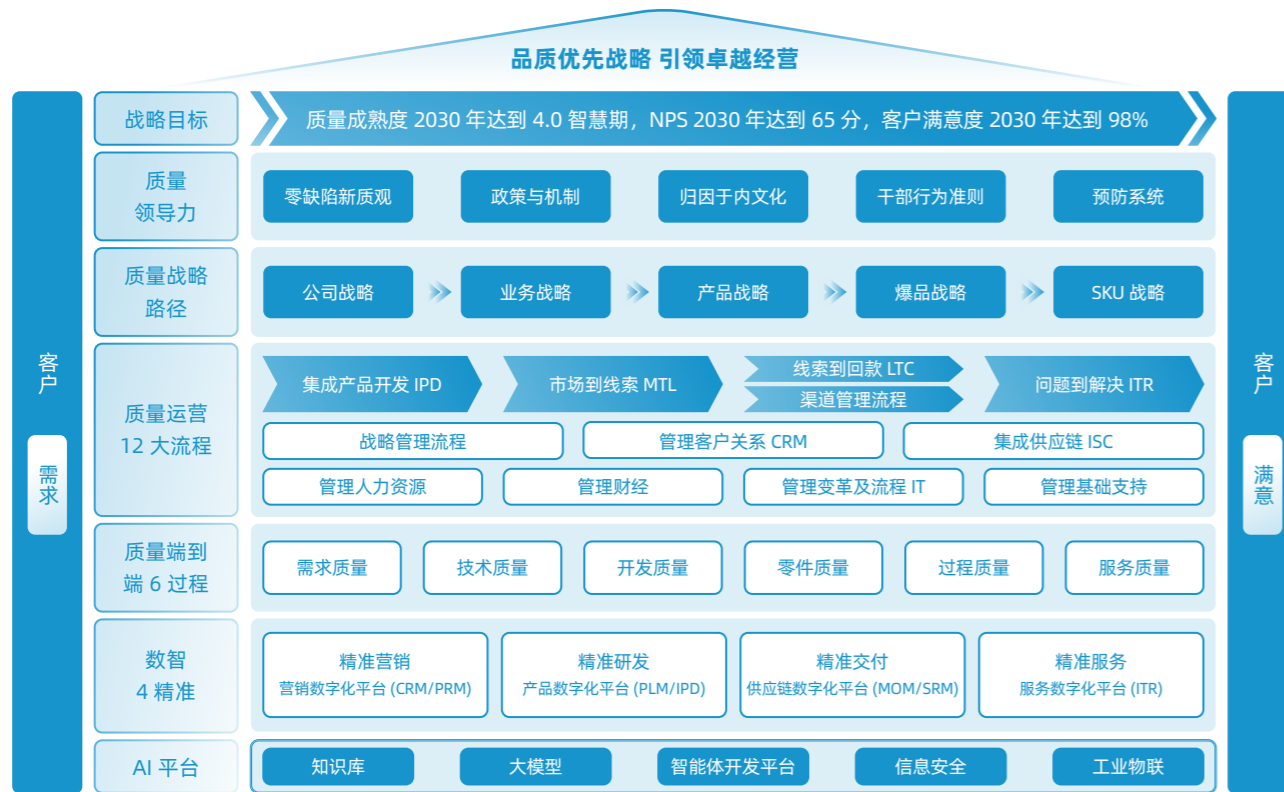 品质优先战略 引领卓越经营
客户
需求
战略目标
质量成熟度 2030 年达到 4.0 智慧期，NPS 2030 年达到 65 分，客户满意度 2030 年达到 98%
质量
领导力
零缺陷新质观
政策与机制
归因于内文化
干部行为准则
预防系统
质量战略
路径
公司战略
业务战略
产品战略
爆品战略
SKU 战略
质量运营
12 大流程
集成产品开发 IPD
市场到线索 MTL
线索到回款 LTC
渠道管理流程
问题到解决 ITR
战略管理流程
管理客户关系 CRM
集成供应链 ISC
管理人力资源
管理财经
管理变革及流程 IT
管理基础支持
质量端到
端 6 过程
需求质量
技术质量
开发质量
零件质量
过程质量
服务质量
数智
4 精准
精准营销
营销数字化平台 (CRM/PRM)
精准研发
产品数字化平台 (PLM/IPD)
精准交付
供应链数字化平台 (MOM/SRM)
精准服务
服务数字化平台 (ITR)
AI 平台
知识库
大模型
智能体开发平台
信息安全
工业物联
客户
满意